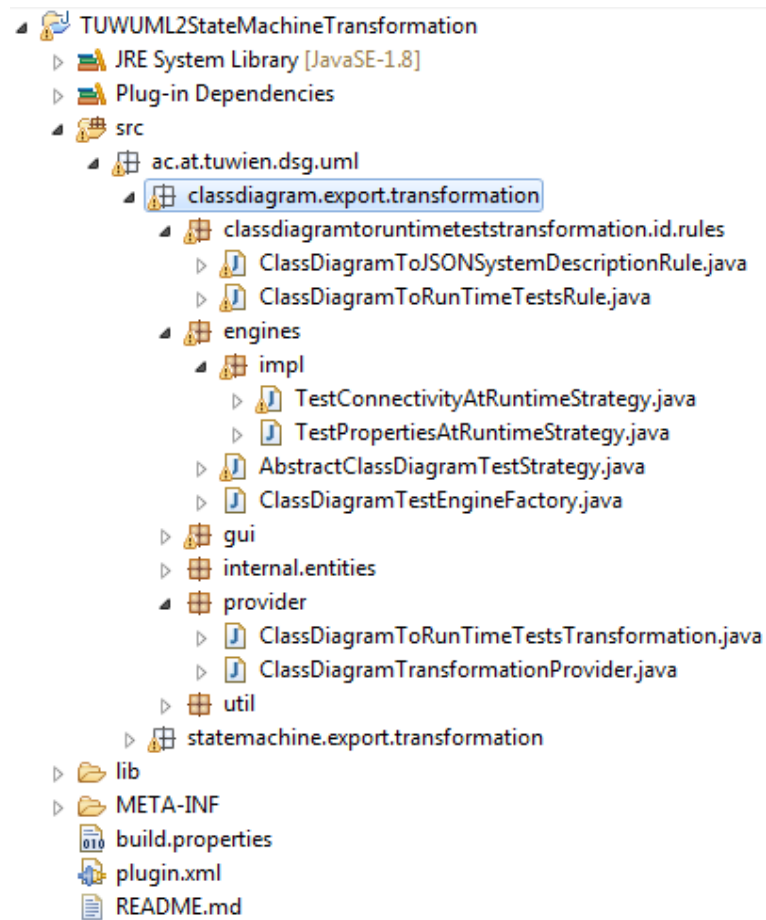 TUWUML2StateMachineTransformation
JRE System Library [JavaSE-1.8]
Plug-in Dependencies
src
ac.at.tuwien.dsg.uml
classdiagram.export.transformation
classdiagramtoruntimeteststransformation.id.rules
ClassDiagramToJSONSystemDescriptionRule.java
ClassDiagramToRunTimeTestsRule.java
engines
impl
TestConnectivityAtRuntimeStrategy.java
TestPropertiesAtRuntimeStrategy.java
AbstractClassDiagramTestStrategy.java
ClassDiagramTestEngineFactory.java
gui
internal.entities
provider
ClassDiagramToRunTimeTestsTransformation.java
ClassDiagramTransformationProvider.java
util
statemachine.export.transformation
lib
META-INF
build.properties
plugin.xml
README.md